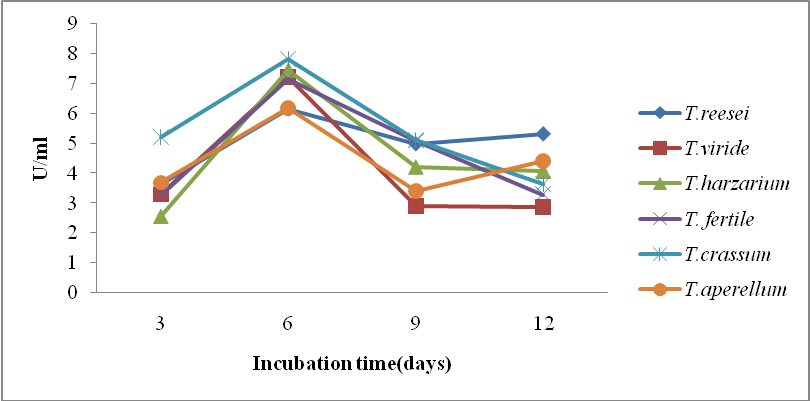 9
8
7
6
5
4
3
2
1
0
U/ml
3 6 9 12
Incubation time(days)
T.reesei
T.viride
T.harzarium
T. fertile
T.crassum
T.aperellum